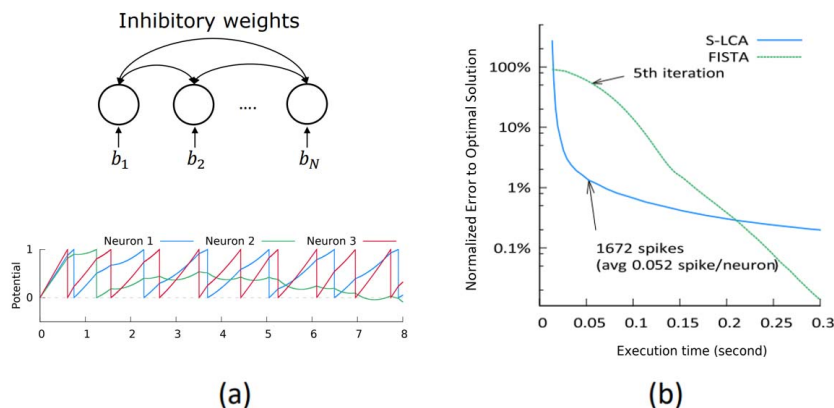 Inhibitory weights
....
b1
b2
bN
Neuron 1
Neuron 2
Neuron 3
Potential
1
0
0
1
2
3
4
5
6
7
8
(a)
Normalized Error to Optimal Solution
100%
10%
1%
0.1%
S-LCA
FISTA
5th iteration
1672 spikes
(avg 0.052 spike/neuron)
0
0.05
0.1
0.15
0.2
0.25
0.3
Execution time (second)
(b)